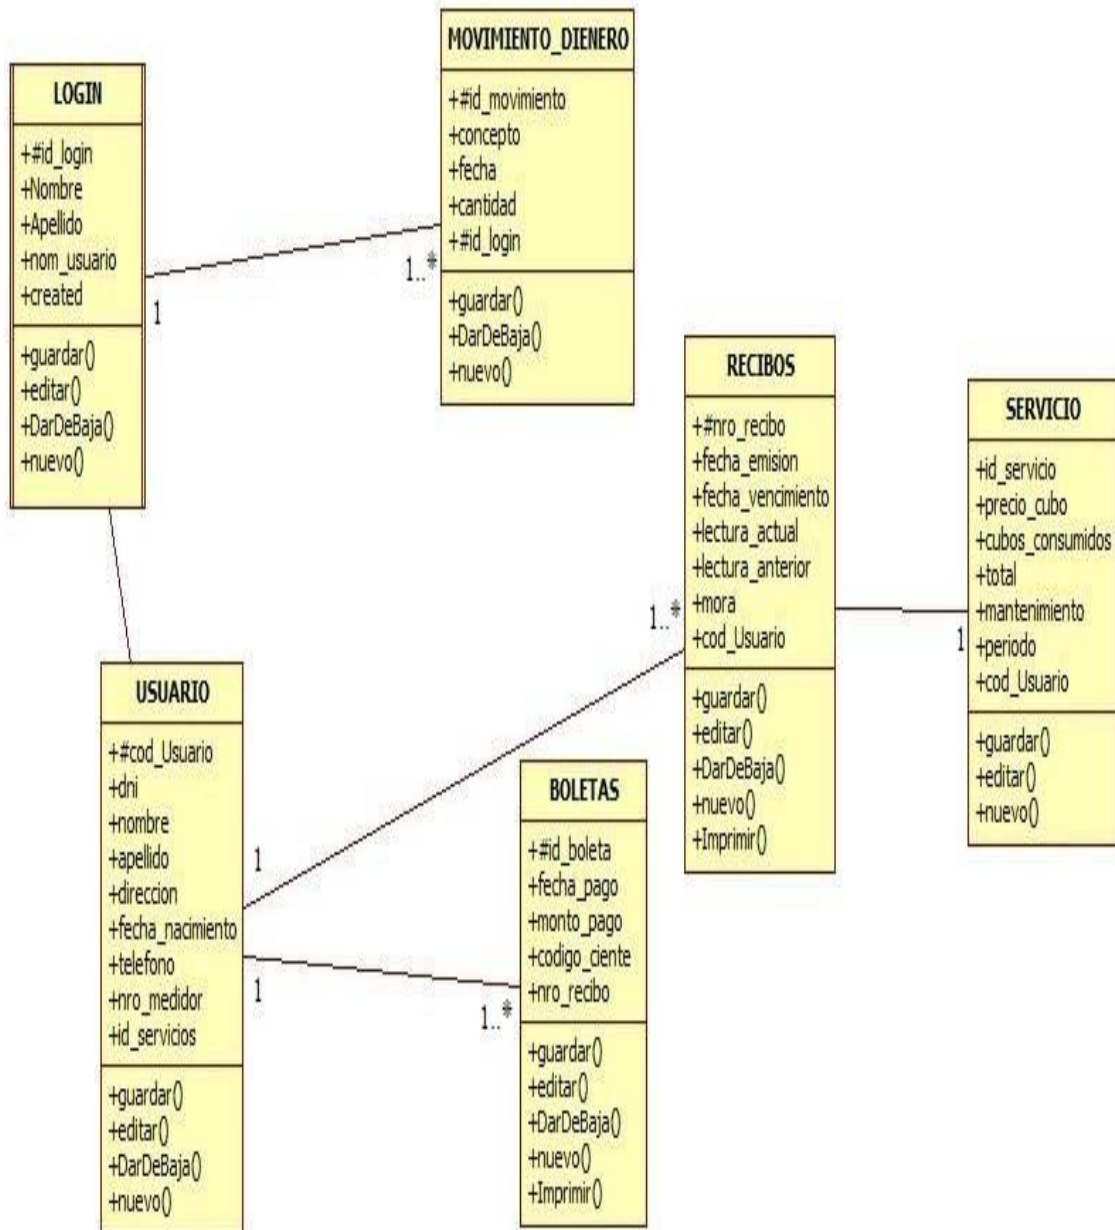 LOGIN
+#id_login
+Nombre
+Apellido
+nom_usuario
+created
+guardar()
+editar()
+DarDeBaja()
+nuevo()
1
1..*
MOVIMIENTO_DIENERO
+#id_movimiento
+concepto
+fecha
+cantidad
+#id_login
+guardar()
+DarDeBaja()
+nuevo()
RECIBOS
+#nro_recibo
+fecha_emision
+fecha_vencimiento
+lectura_actual
+lectura_anterior
+mora
+cod_Usuario
+guardar()
+editar()
+DarDeBaja()
+nuevo()
+Imprimir()
1..*
1
SERVICIO
+id_servicio
+precio_cubo
+cubos_consumidos
+total
+mantenimiento
+periodo
+cod_Usuario
+guardar()
+editar()
+nuevo()
USUARIO
+#cod_Usuario
+dni
+nombre
+apellido
+direccion
+fecha_nacimiento
+telefono
+nro_medidor
+id_servicios
+guardar()
+editar()
+DarDeBaja()
+nuevo()
1
1
1..*
BOLETAS
+#id_boleta
+fecha_pago
+monto_pago
+codigo_ciente
+nro_recibo
+guardar()
+editar()
+DarDeBaja()
+nuevo()
+Imprimir()